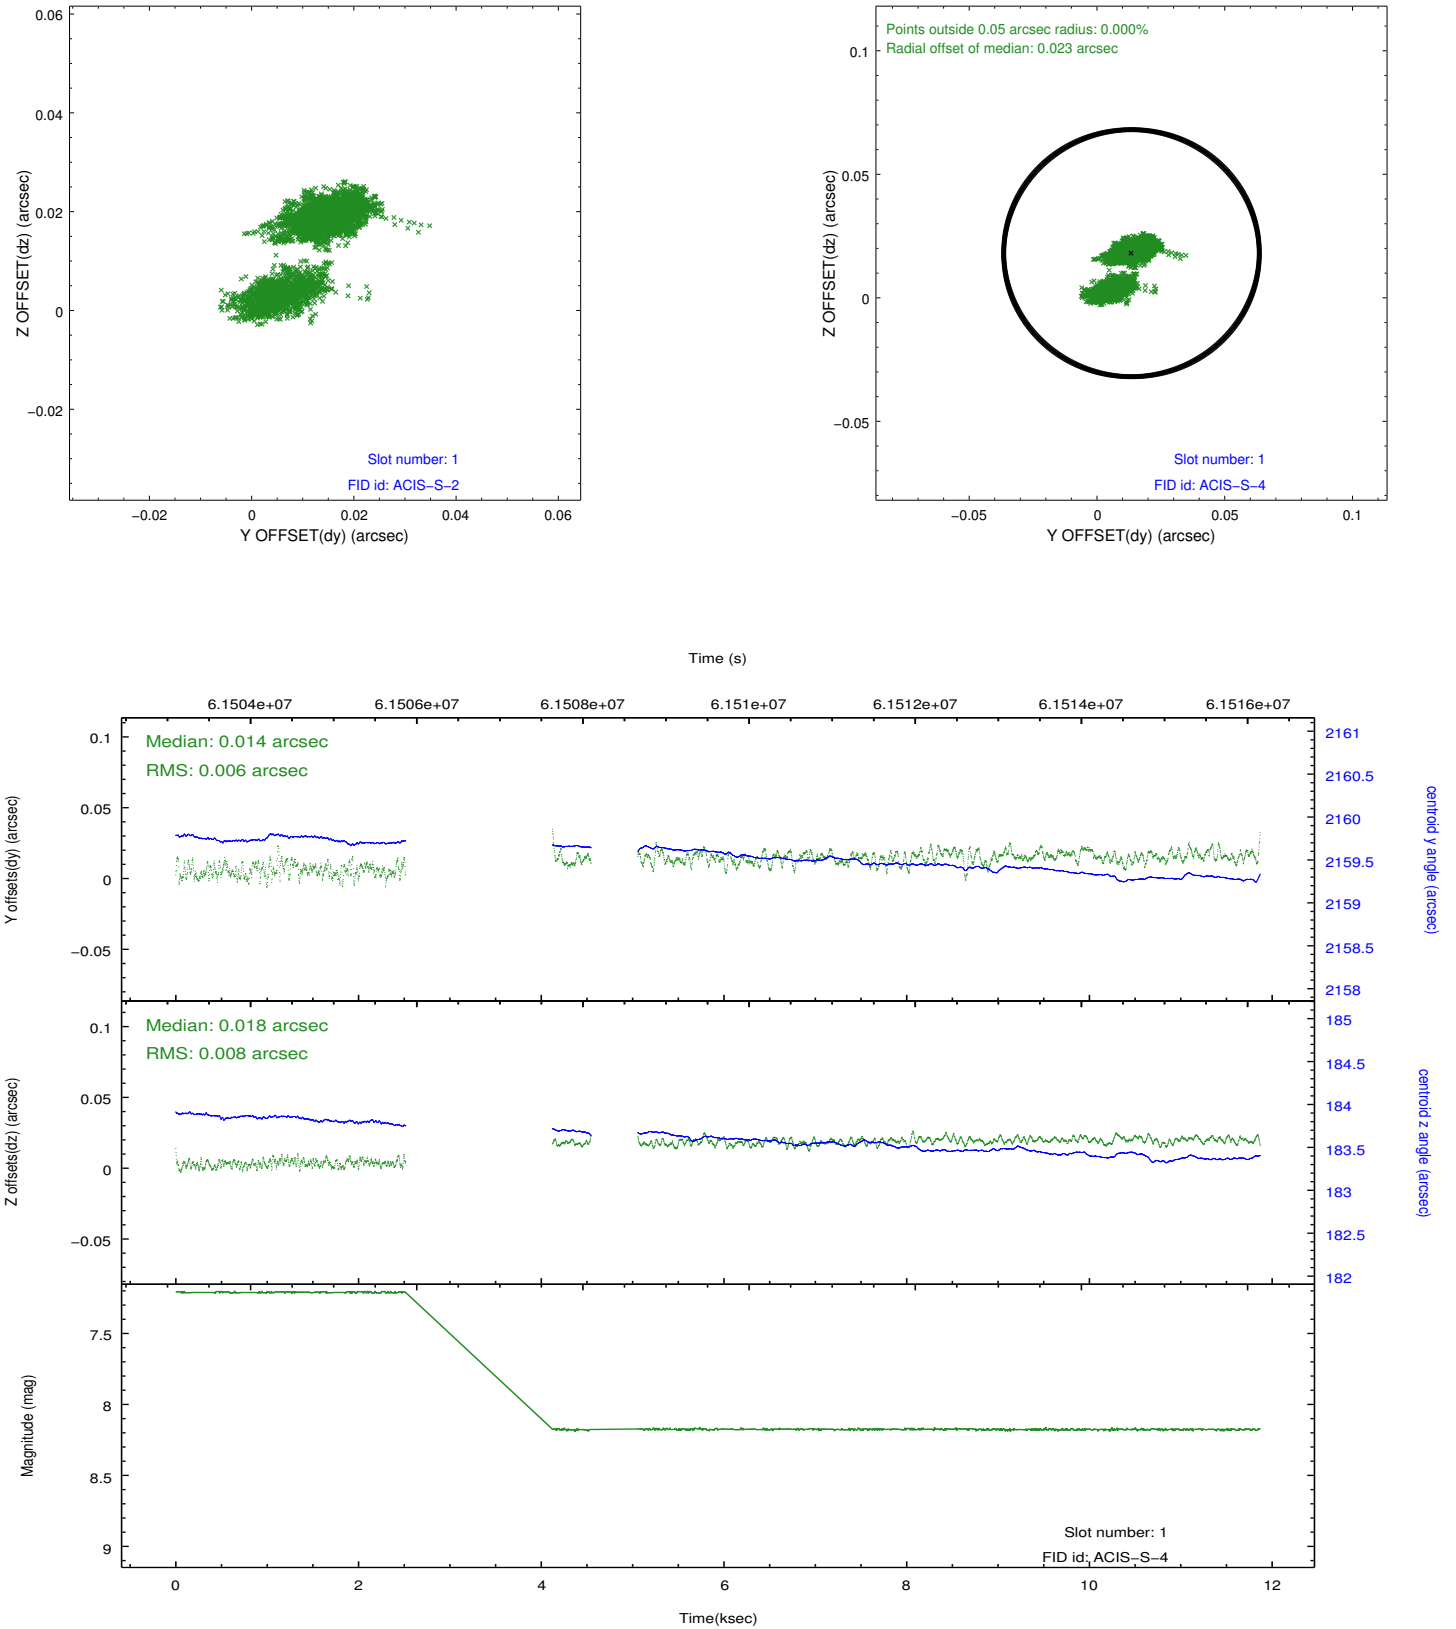 0.06
0.04
0.02
0
−0.02
Z OFFSET(dz) (arcsec)
Slot number: 1
FID id: ACIS−S−2
−0.02 0 0.02 0.04 0.06
Y OFFSET(dy) (arcsec)
Points outside 0.05 arcsec radius: 0.000%
Radial offset of median: 0.023 arcsec
0.1
0.05
0
−0.05
Z OFFSET(dz) (arcsec)
Slot number: 1
FID id: ACIS−S−4
−0.05 0 0.05 0.1
Y OFFSET(dy) (arcsec)
Time (s)
6.1504e+07 6.1506e+07 6.1508e+07 6.151e+07 6.1512e+07 6.1514e+07 6.1516e+07
Median: 0.014 arcsec
RMS: 0.006 arcsec
0.1
0.05
0
−0.05
Y offsets(dy) (arcsec)
2161
2160.5
2160
2159.5
2159
2158.5
2158
centroid y angle (arcsec)
Median: 0.018 arcsec
RMS: 0.008 arcsec
0.1
0.05
0
−0.05
Z offsets(dz) (arcsec)
185
184.5
184
183.5
183
182.5
182
centroid z angle (arcsec)
7.5
8
8.5
9
Magnitude (mag)
Slot number: 1
FID id: ACIS−S−4
0 2 4 6 8 10 12
Time(ksec)